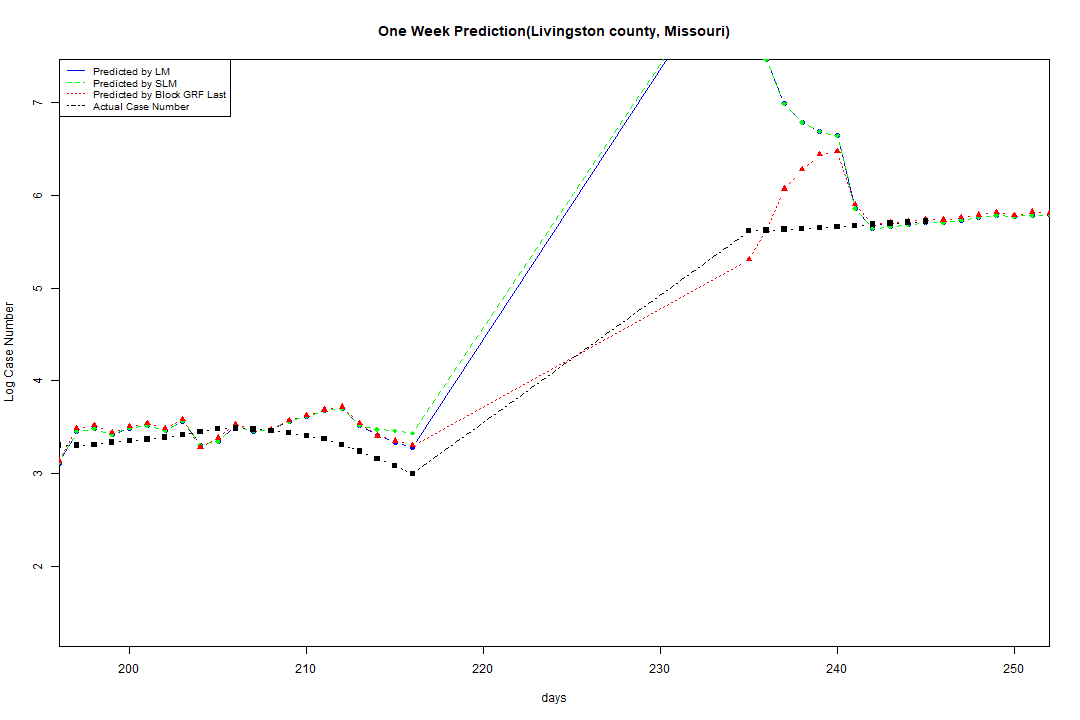 One Week Prediction(Livingston county, Missouri)
Predicted by LM
Predicted by SLM
Predicted by Block GRF Last
Actual Case Number
7
6
5
4
3
2
Log Case Number
200 210 220 230 240 250
days